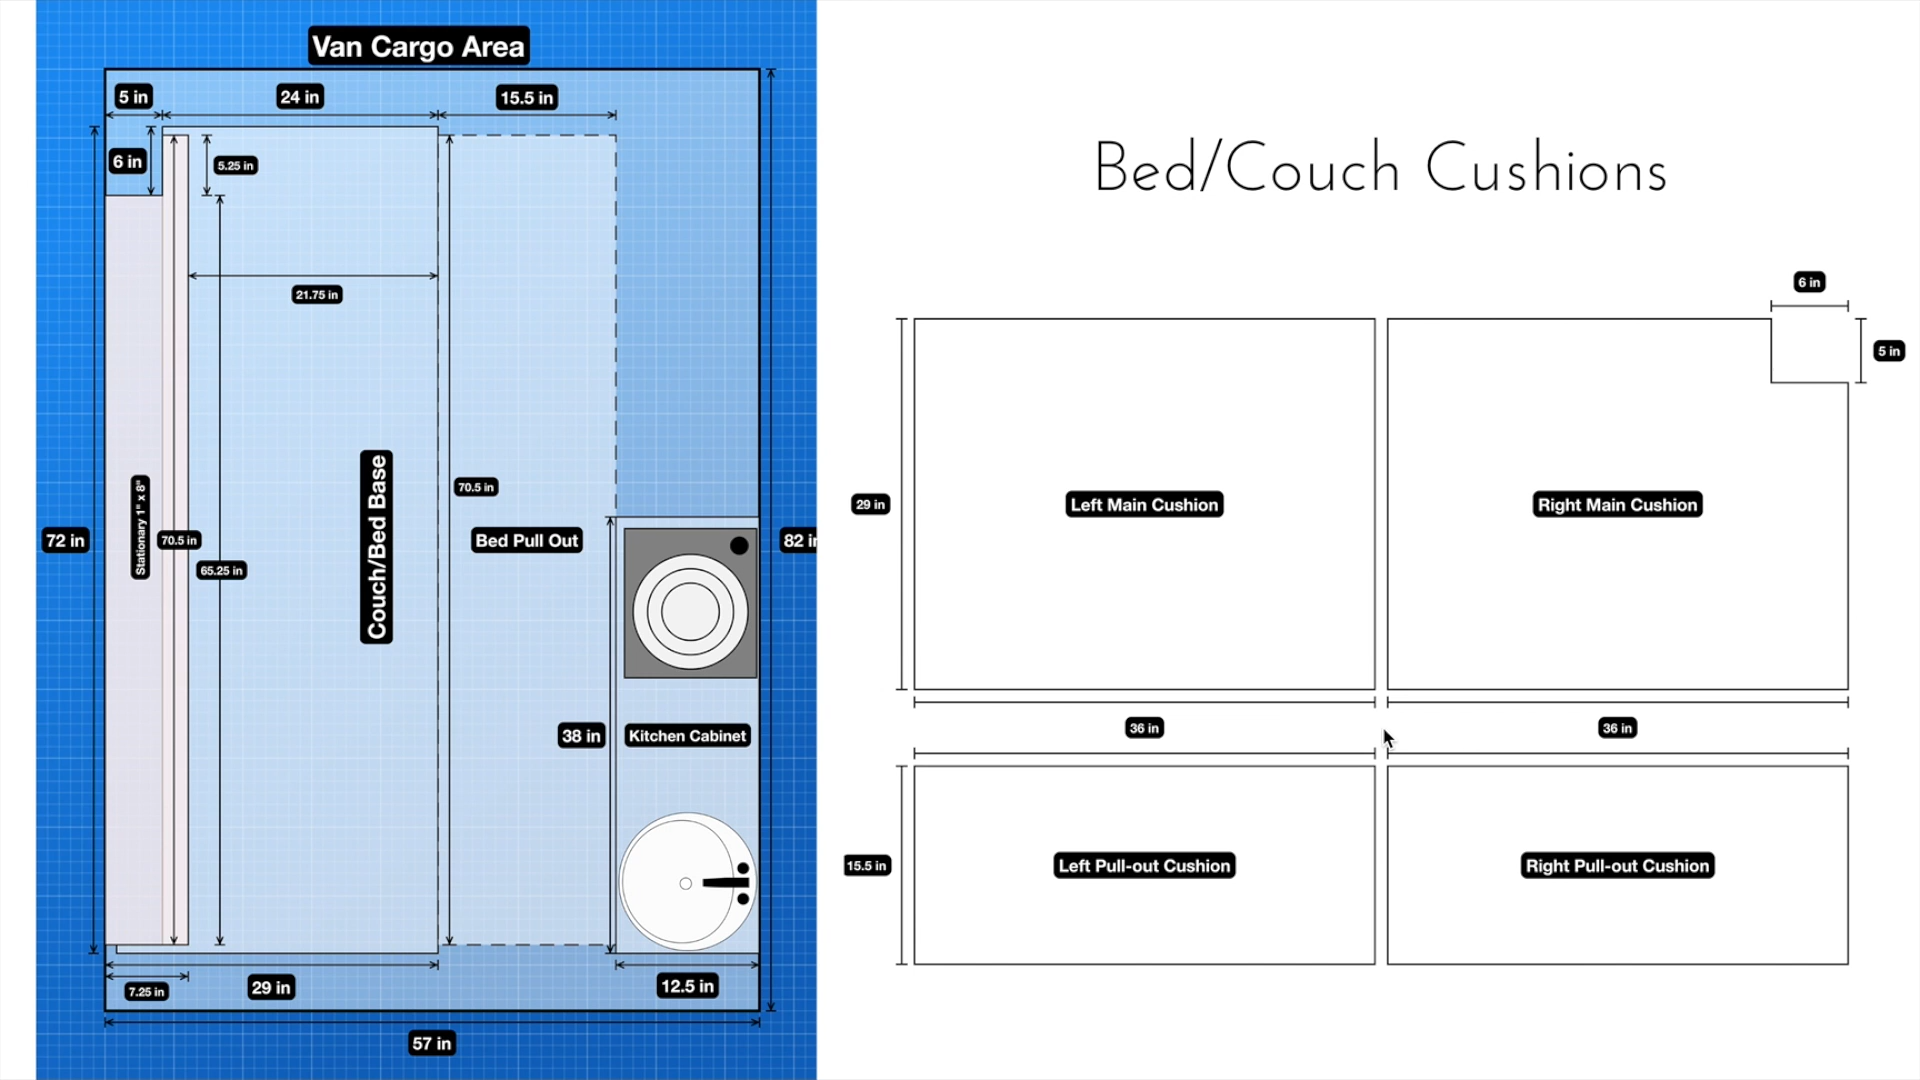 Van Cargo Area
5 in
24 in
15.5 in
6 in
5.25 in
21.75 in
70.5 in
Stationary 1" x 8"
72 in
70.5 in
65.25 in
Couch/Bed Base
Bed Pull Out
82 in
38 in
Kitchen Cabinet
7.25 in
29 in
12.5 in
57 in
Bed/Couch Cushions
6 in
5 in
29 in
Left Main Cushion
Right Main Cushion
36 in
36 in
15.5 in
Left Pull-out Cushion
Right Pull-out Cushion